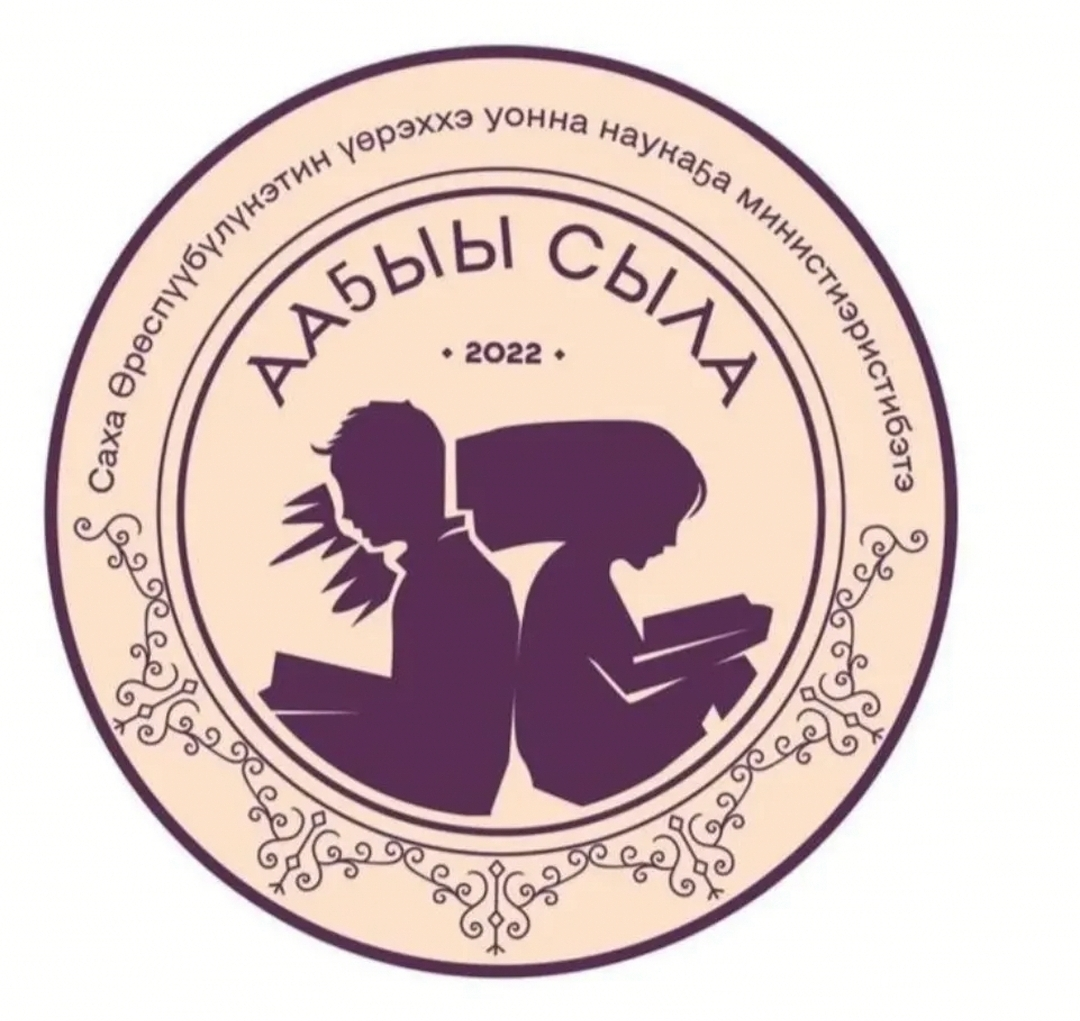 Саха Өрөспүүбүлүкэтин үөрэххэ уонна наукаҕа министиэристибэтэ
ААҔЫЫ СЫЛА
• 2022 •